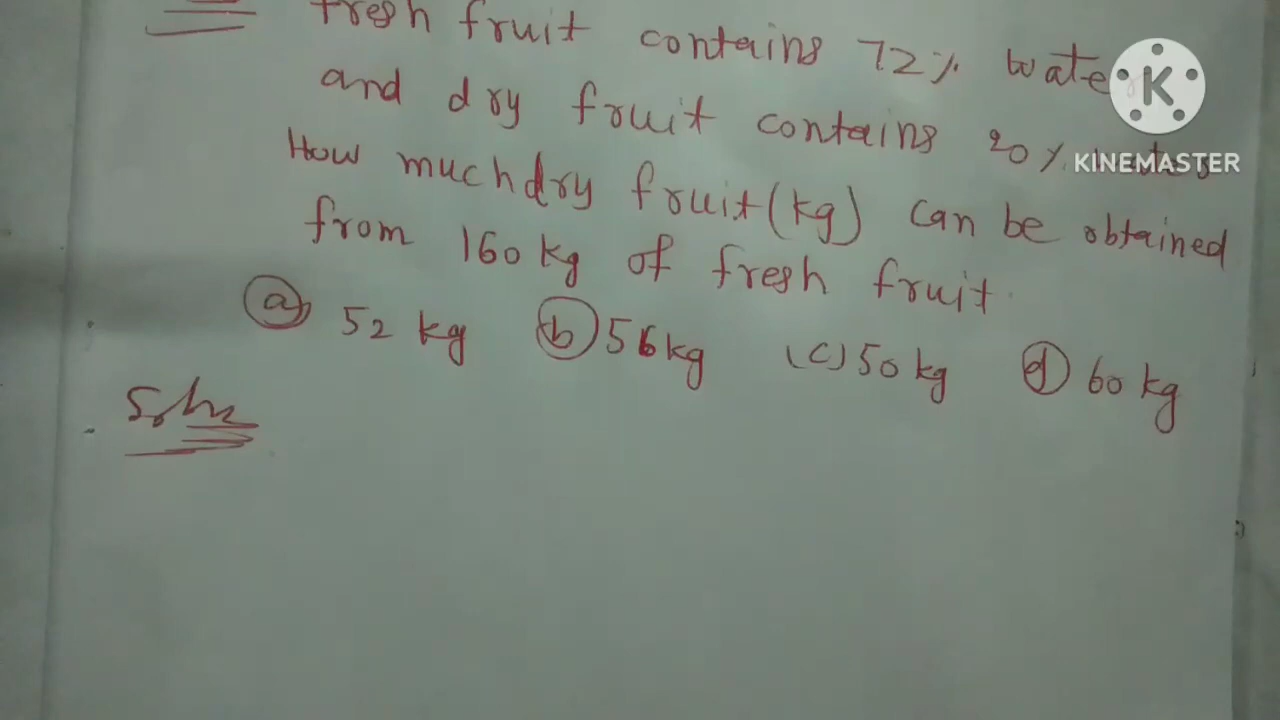 fresh fruit contains 72% water
and dry fruit contains 20%
How much dry fruit (kg) can be obtained
from 160 kg of fresh fruit.
(a) 52 kg (b) 56 kg (c) 50 kg (d) 60 kg
Soln
K
KINEMASTER